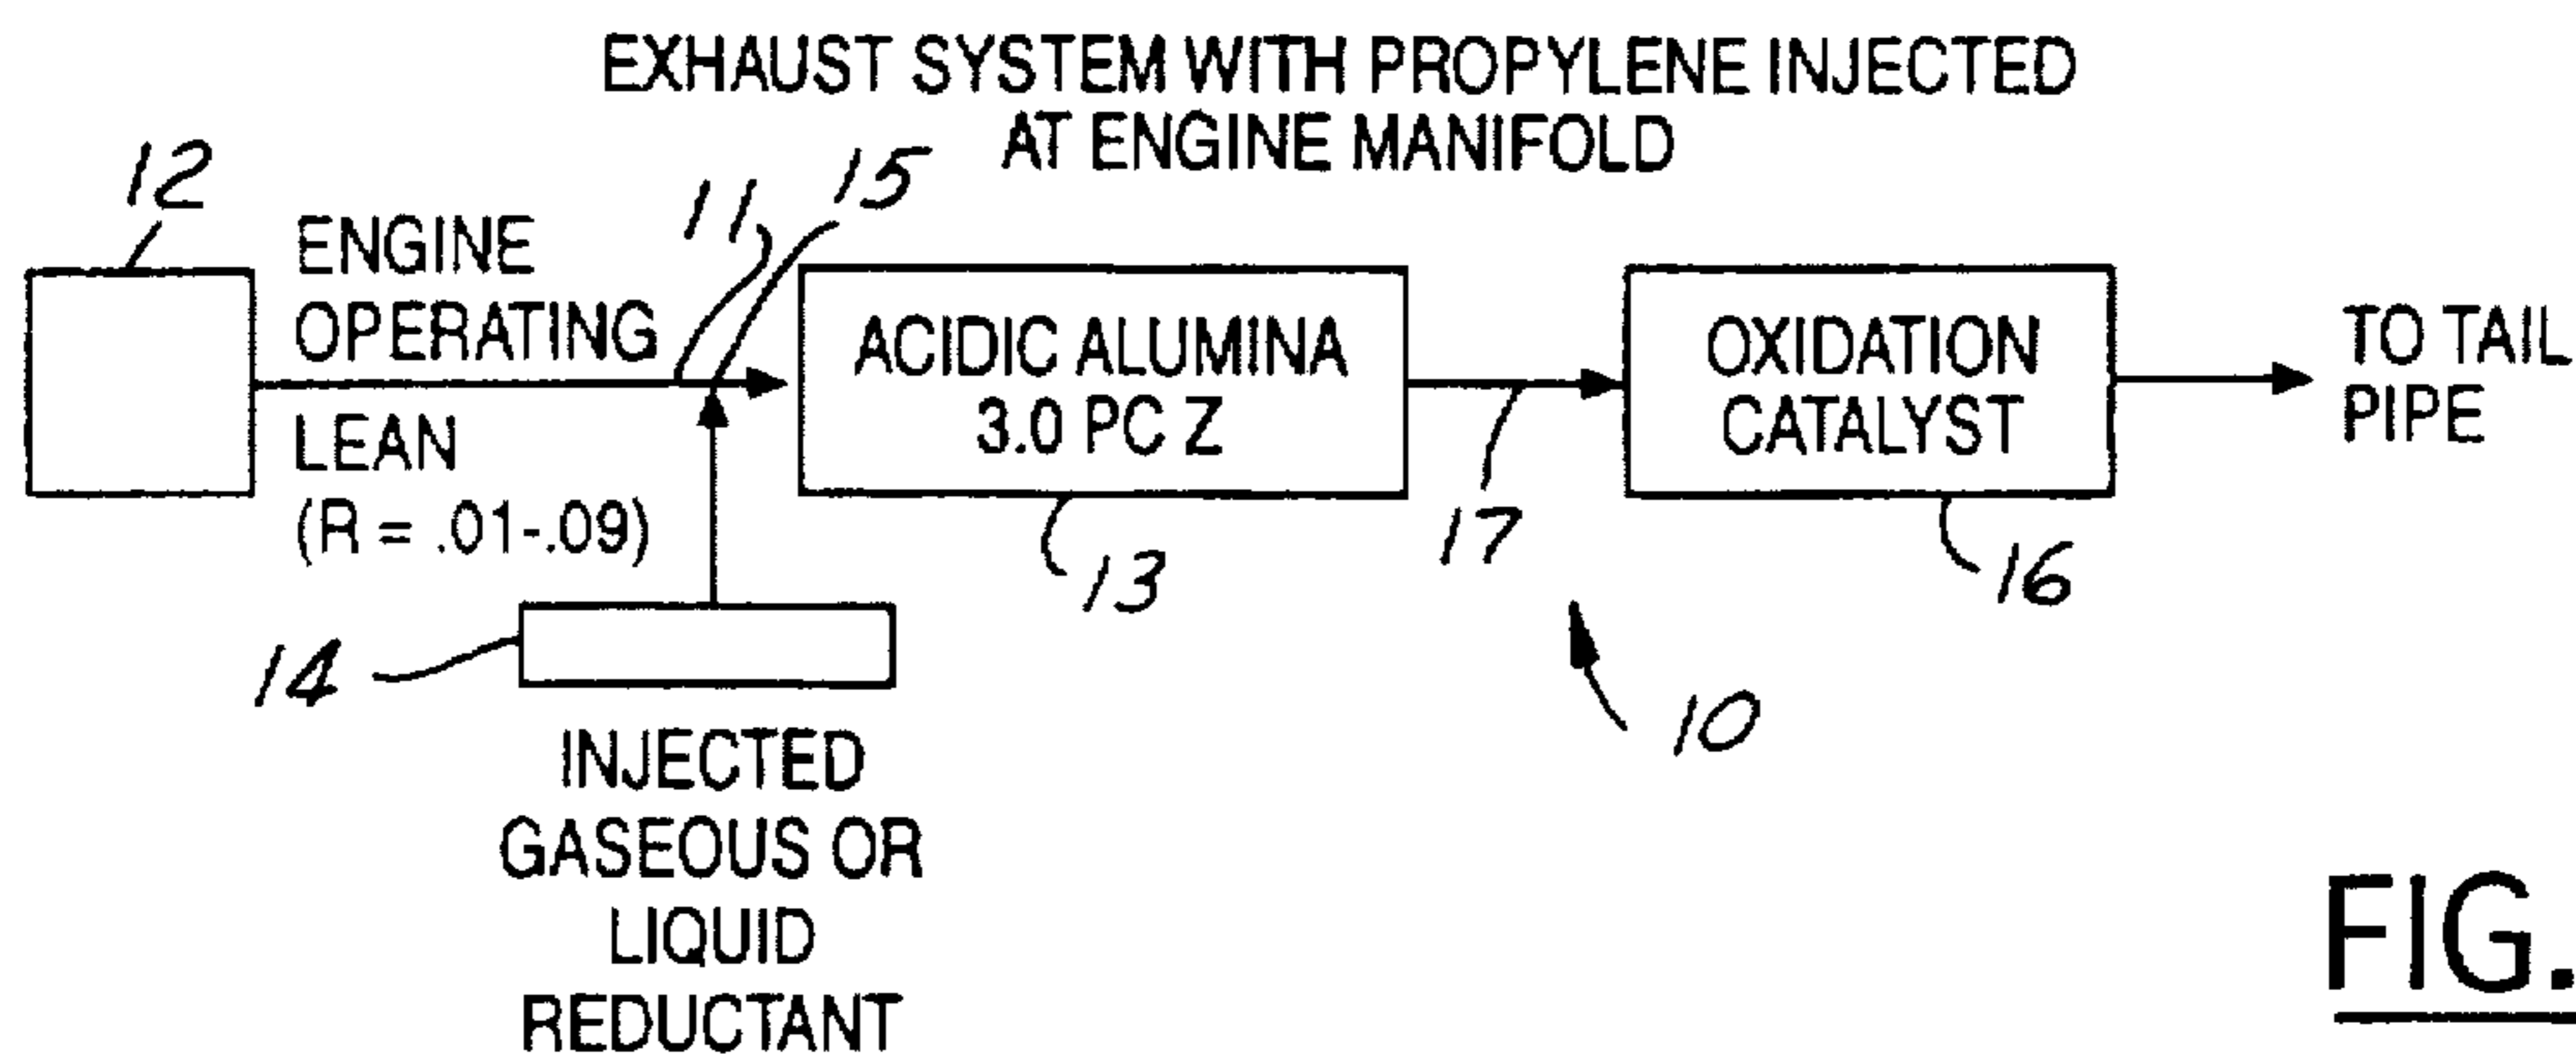 EXHAUST SYSTEM WITH PROPYLENE INJECTED
AT ENGINE MANIFOLD
12
11
15
ENGINE
OPERATING
LEAN
(R = .01-.09)
ACIDIC ALUMINA
3.0 PC Z
OXIDATION
CATALYST
TO TAIL
PIPE
13
17
16
14
10
INJECTED
GASEOUS OR
LIQUID
REDUCTANT
FIG.